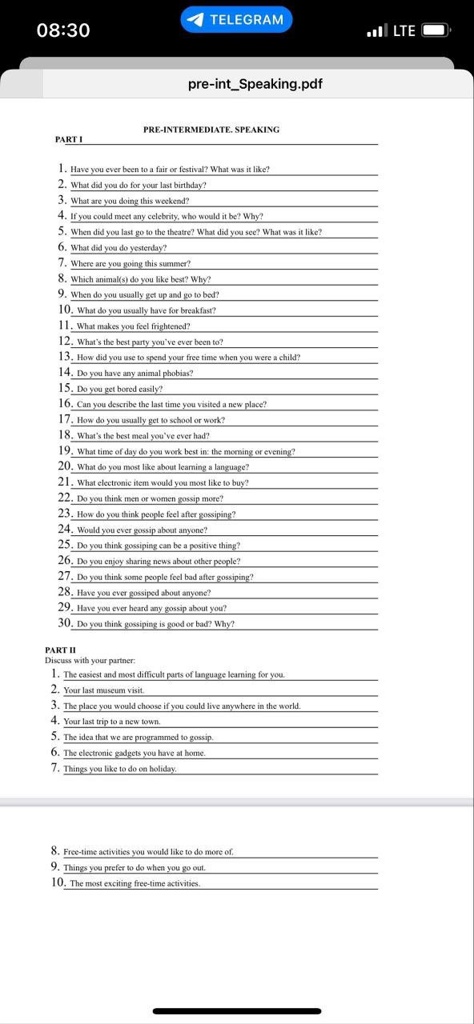 08:30
TELEGRAM
LTE
pre-int_Speaking.pdf
PRE-INTERMEDIATE. SPEAKING
PART I
1. Have you ever been to a fair or festival? What was it like?
2. What did you do for your last birthday?
3. What are you doing this weekend?
4. If you could meet any celebrity, who would it be? Why?
5. When did you last go to the theatre? What did you see? What was it like?
6. What did you do yesterday?
7. Where are you going this summer?
8. Which animal(s) do you like best? Why?
9. When do you usually get up and go to bed?
10. What do you usually have for breakfast?
11. What makes you feel frightened?
12. What's the best party you've ever been to?
13. How did you use to spend your free time when you were a child?
14. Do you have any animal phobias?
15. Do you get bored easily?
16. Can you describe the last time you visited a new place?
17. How do you usually get to school or work?
18. What's the best meal you've ever had?
19. What time of day do you work best in: the morning or evening?
20. What do you most like about learning a language?
21. What electronic item would you most like to buy?
22. Do you think men or women gossip more?
23. How do you think people feel after gossiping?
24. Would you ever gossip about anyone?
25. Do you think gossiping can be a positive thing?
26. Do you enjoy sharing news about other people?
27. Do you think some people feel bad after gossiping?
28. Have you ever gossiped about anyone?
29. Have you ever heard any gossip about you?
30. Do you think gossiping is good or bad? Why?
PART II
Discuss with your partner:
1. The easiest and most difficult parts of language learning for you.
2. Your last museum visit.
3. The place you would choose if you could live anywhere in the world.
4. Your last trip to a new town.
5. The idea that we are programmed to gossip.
6. The electronic gadgets you have at home.
7. Things you like to do on holiday.
8. Free-time activities you would like to do more of.
9. Things you prefer to do when you go out.
10. The most exciting free-time activities.